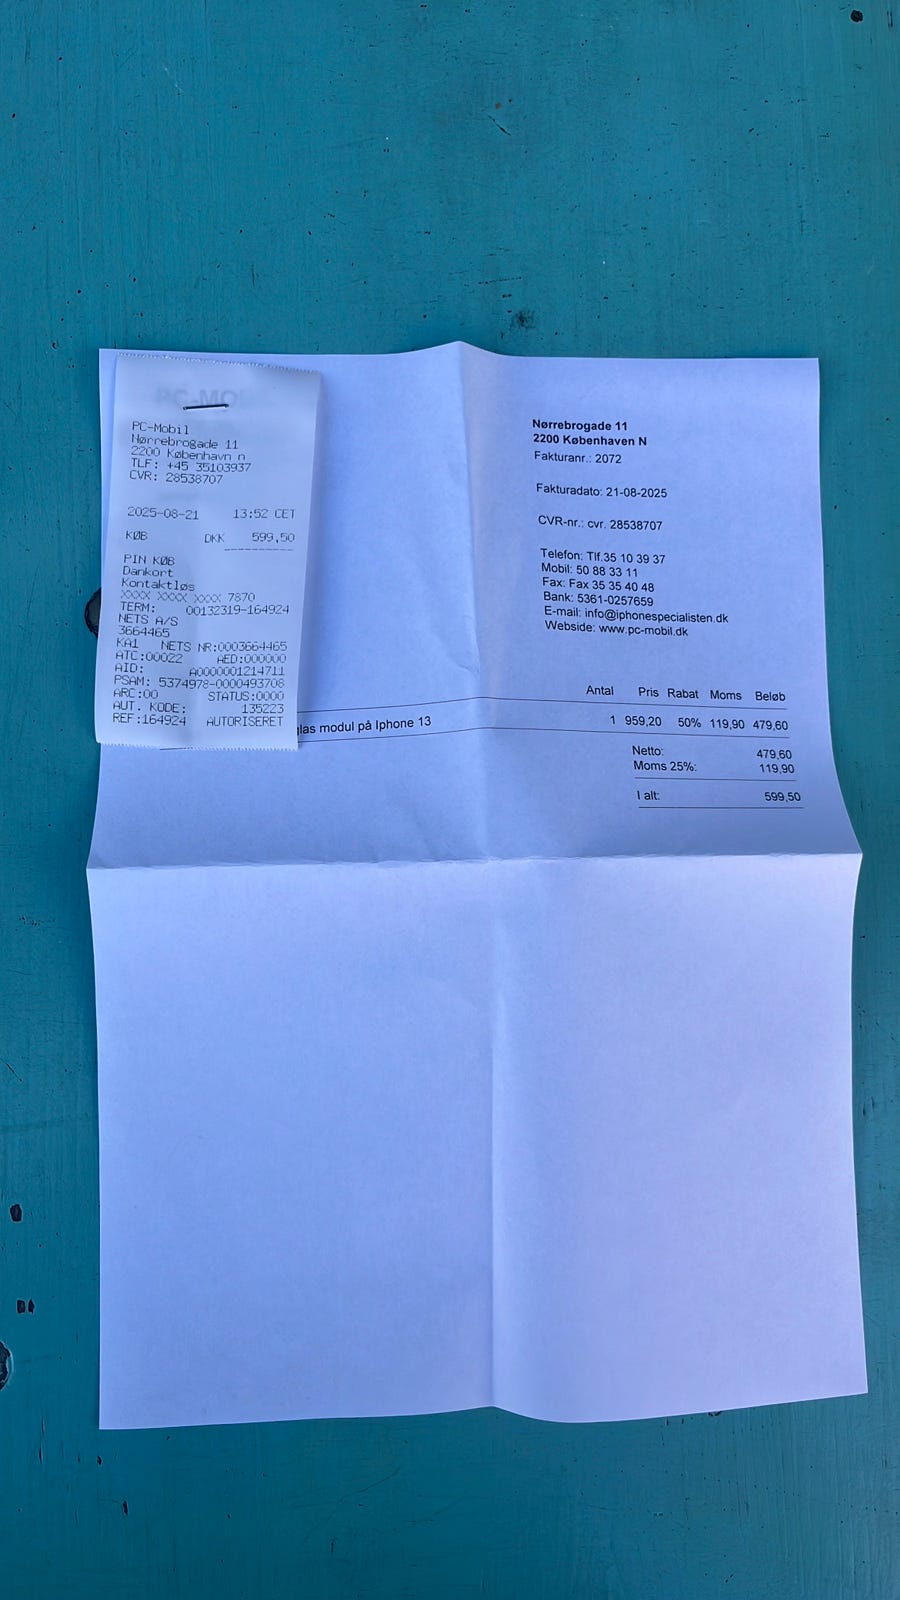 PC-Mobil
Nørrebrogade 11
2200 København n
TLF: +45 35103937
CVR: 28538707
2025-08-21 13:52 CET
KØB DKK 599,50
PIN KØB
Dankort
Kontaktløs
XXXX XXXX XXXX 7870
TERM: 00132319-164924
NETS A/S
3664465
KA1 NETS NR:0003664465
ATC:00022 AED:000000
AID: A0000001214711
PSAM: 5374978-0000493708
ARC:00 STATUS:0000
AUT. KODE: 135223
REF:164924 AUTORISERET
Nørrebrogade 11
2200 Københaven N
Fakturanr.: 2072
Fakturadato: 21-08-2025
CVR-nr.: cvr. 28538707
Telefon: Tlf.35 10 39 37
Mobil: 50 88 33 11
Fax: Fax 35 35 40 48
Bank: 5361-0257659
E-mail: info@iphonespecialisten.dk
Webside: www.pc-mobil.dk
Antal Pris Rabat Moms Beløb
glas modul på Iphone 13 1 959,20 50% 119,90 479,60
Netto: 479,60
Moms 25%: 119,90
I alt: 599,50